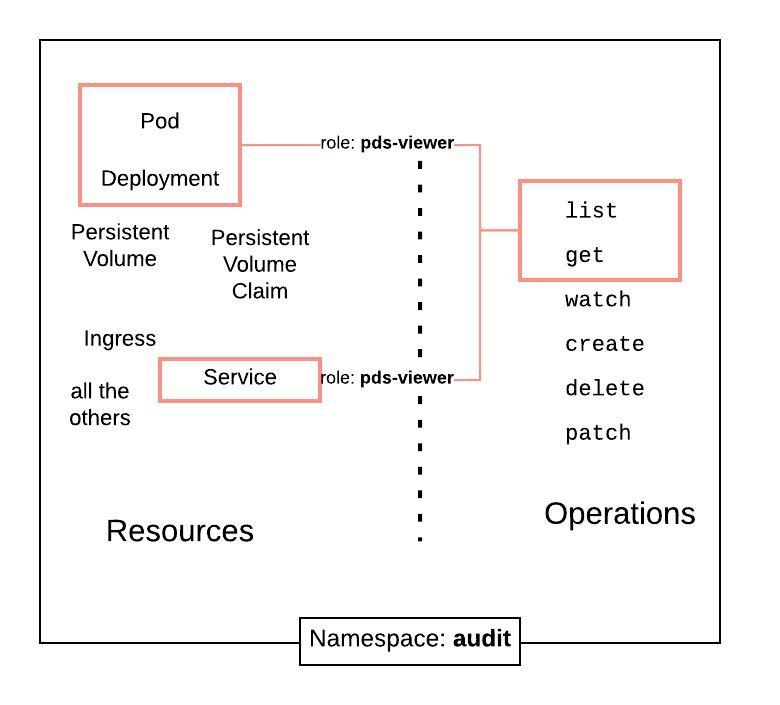 Pod
role: pds-viewer
Deployment
list
get
watch
create
delete
patch
Persistent
Volume
Persistent
Volume
Claim
Ingress
Service
role: pds-viewer
all the
others
Resources
Operations
Namespace: audit